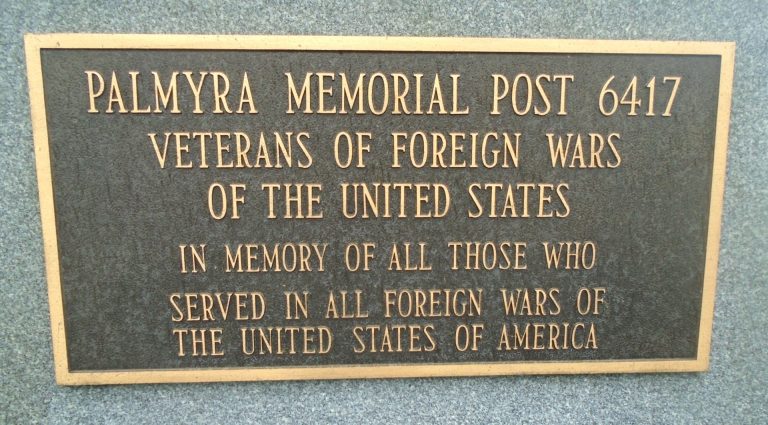 PALMYRA MEMORIAL POST 6417
VETERANS OF FOREIGN WARS
OF THE UNITED STATES
IN MEMORY OF ALL THOSE WHO
SERVED IN ALL FOREIGN WARS OF
THE UNITED STATES OF AMERICA